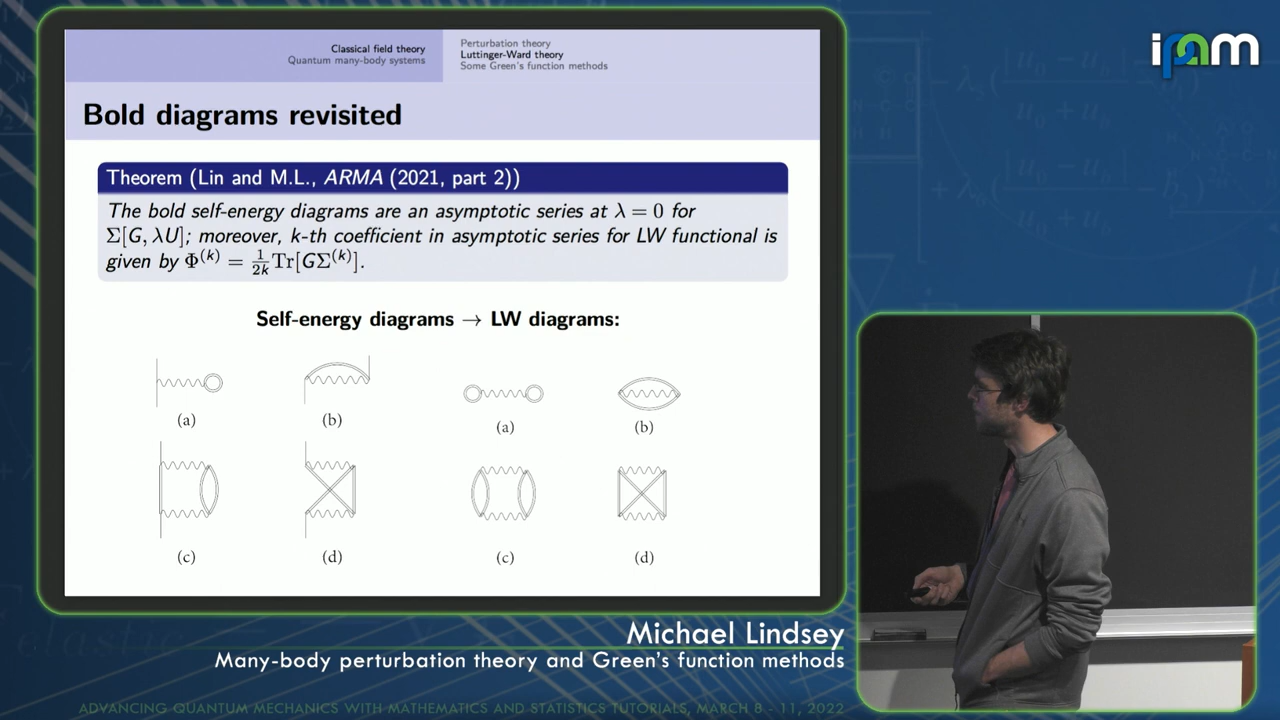 Classical field theory
Quantum many-body systems
Perturbation theory
Luttinger-Ward theory
Some Green's function methods
ipam
Bold diagrams revisited
Theorem (Lin and M.L., ARMA (2021, part 2))
The bold self-energy diagrams are an asymptotic series at λ = 0 for
Σ[G, λU]; moreover, k-th coefficient in asymptotic series for LW functional is
given by Φ^(k) = 1/2k Tr[GΣ^(k)].
Self-energy diagrams → LW diagrams:
(a)
(b)
(a)
(b)
(c)
(d)
(c)
(d)
Michael Lindsey
Many-body perturbation theory and Green's function methods
ADVANCING QUANTUM MECHANICS WITH MATHEMATICS AND STATISTICS TUTORIALS, MARCH 8 - 11, 2022